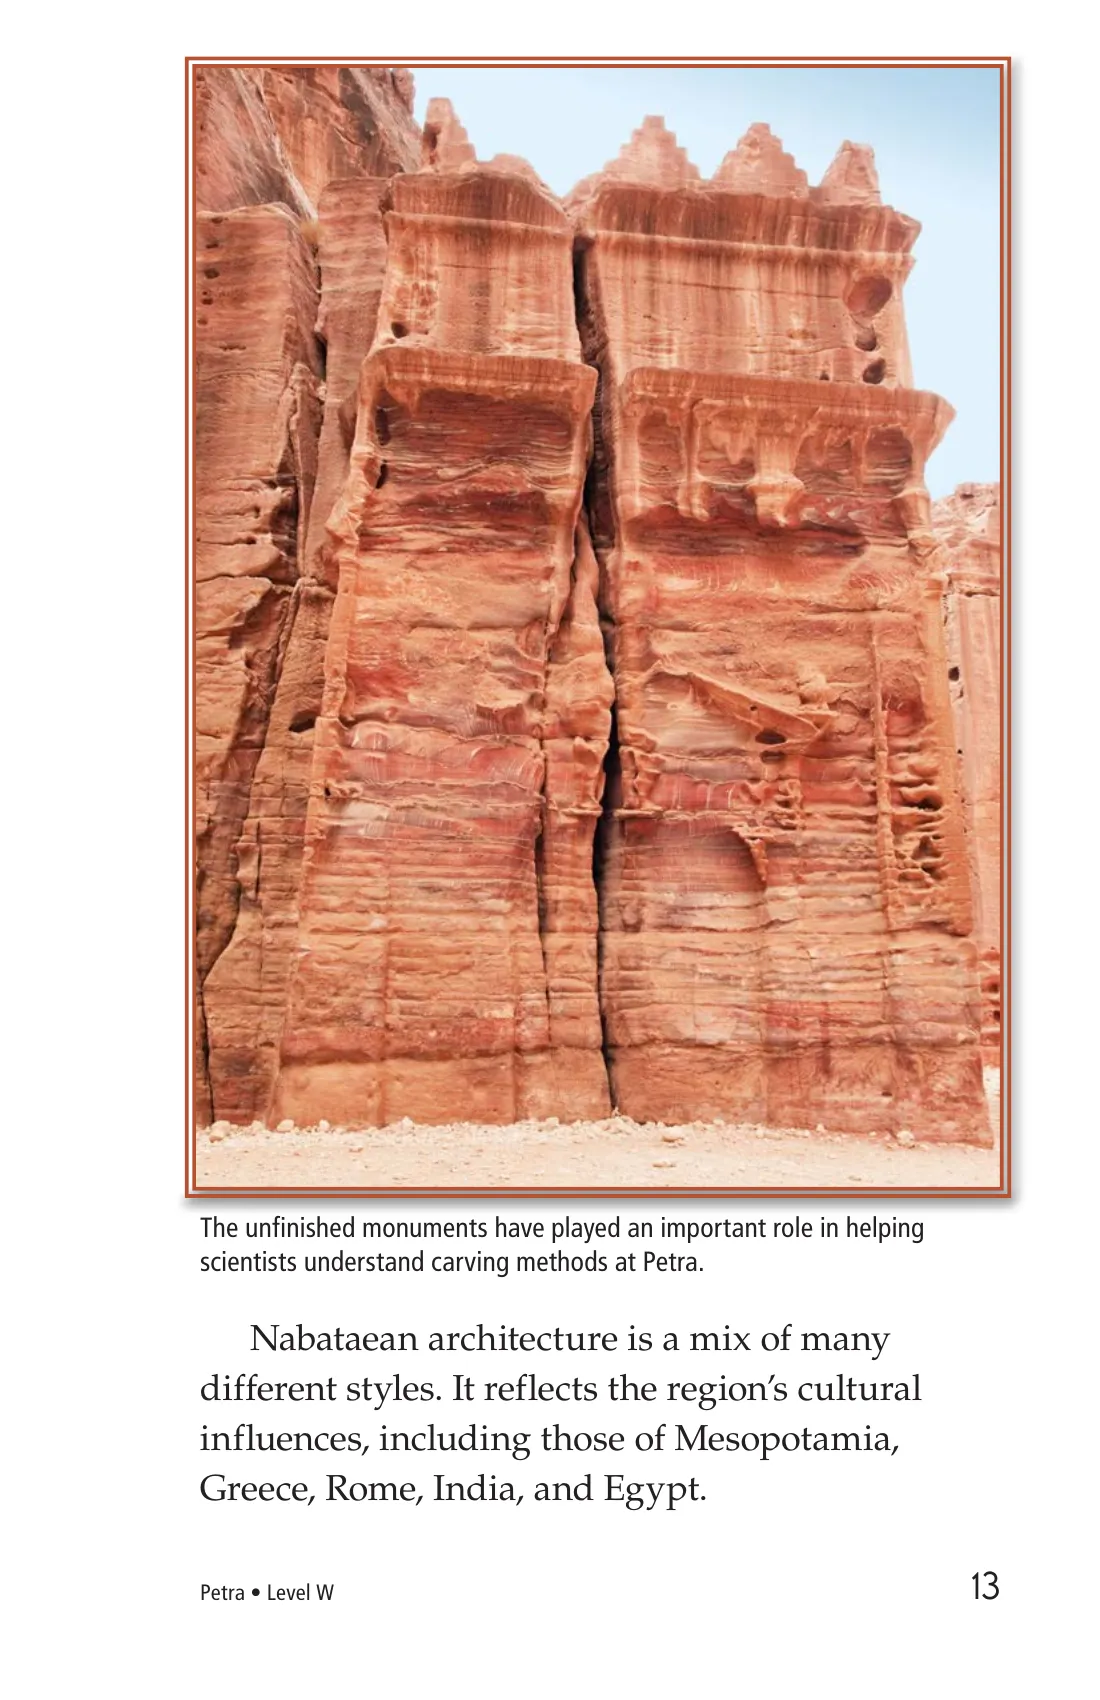 The unfinished monuments have played an important role in helping
scientists understand carving methods at Petra.
Nabataean architecture is a mix of many
different styles. It reflects the region’s cultural
influences, including those of Mesopotamia,
Greece, Rome, India, and Egypt.
Petra • Level W
13